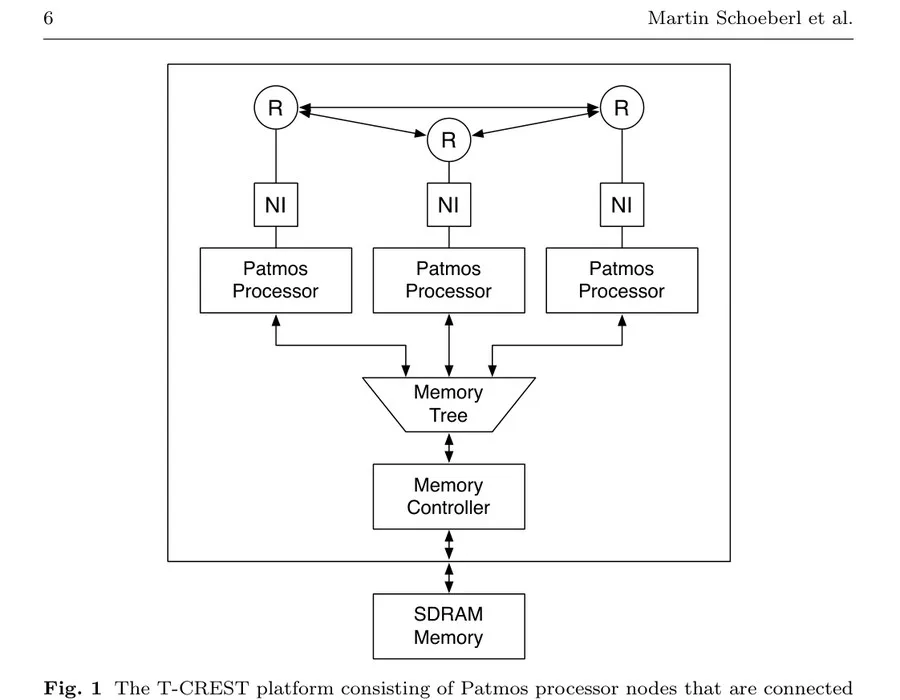 6 Martin Schoeberl et al.
R R
R
NI NI NI
Patmos Patmos Patmos
Processor Processor Processor
Memory
Tree
Memory
Controller
SDRAM
Memory
Fig. 1 The T-CREST platform consisting of Patmos processor nodes that are connected